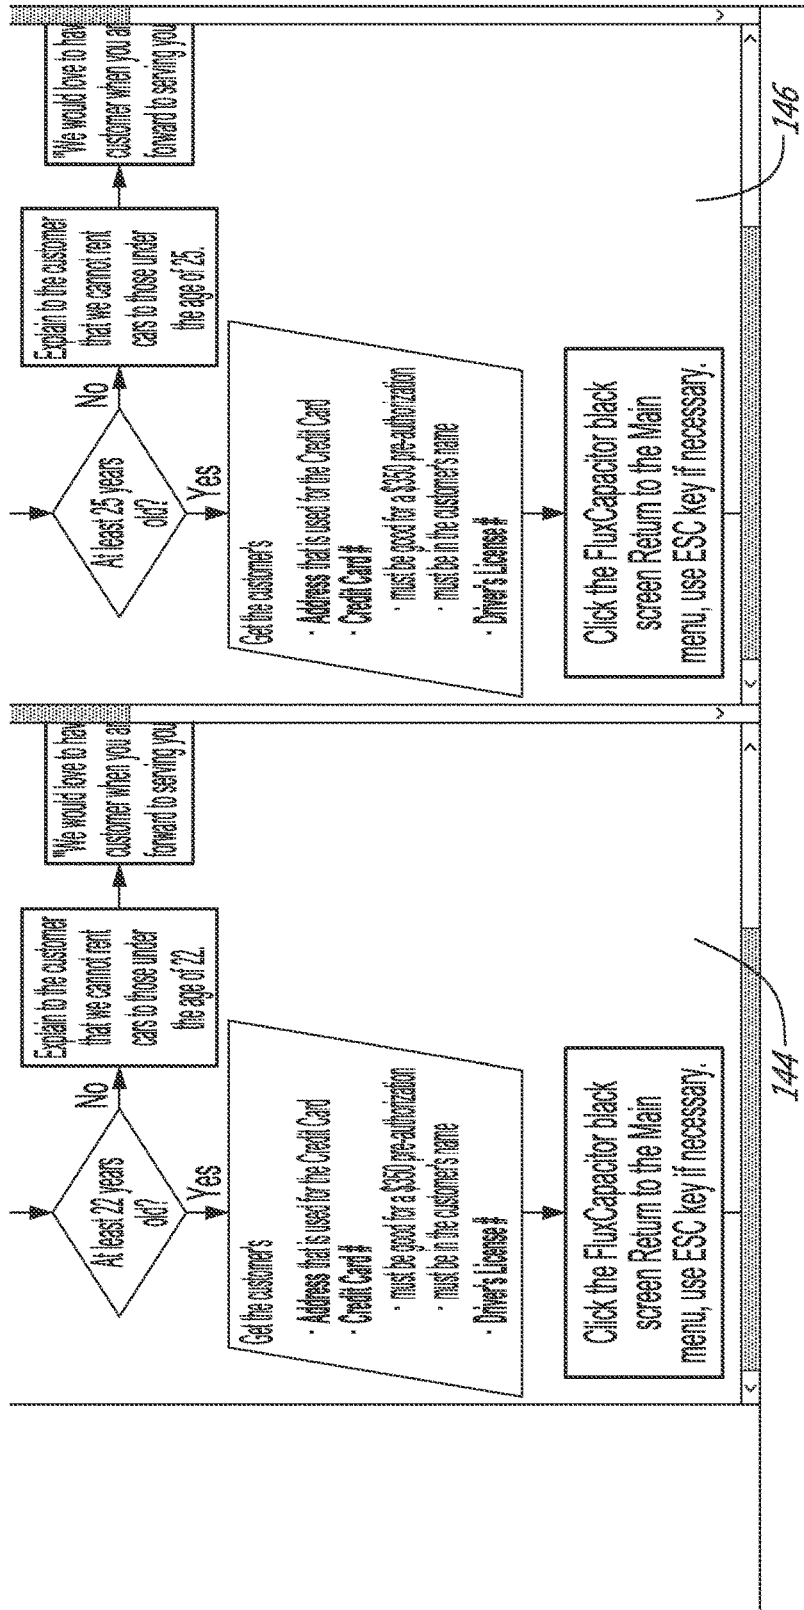 At least 22 years
old?
No
Yes
Explain to the customer
that we cannot rent
cars to those under
the age of 22.
"We would love to hav
customer when you ar
forward to serving you
Get the customer's
· Address that is used for the Credit Card
· Credit Card #
· must be good for a $350 pre-authorization
· must be in the customer's name
· Driver's License #
Click the FluxCapacitor black
screen Return to the Main
menu, use ESC key if necessary.
144
At least 25 years
old?
No
Yes
Explain to the customer
that we cannot rent
cars to those under
the age of 25.
"We would love to hav
customer when you ar
forward to serving you
Get the customer's
· Address that is used for the Credit Card
· Credit Card #
· must be good for a $350 pre-authorization
· must be in the customer's name
· Driver's License #
Click the FluxCapacitor black
screen Return to the Main
menu, use ESC key if necessary.
146